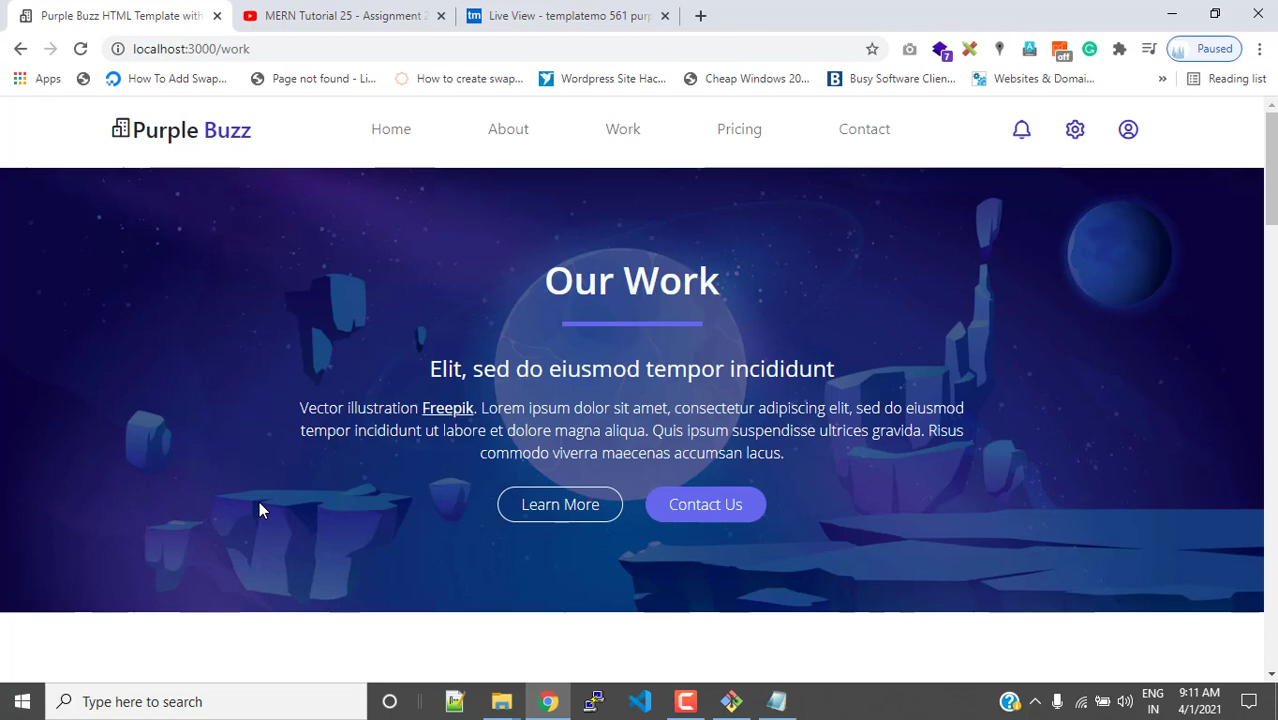 Purple Buzz HTML Template with
MERN Tutorial 25 - Assignment 2
tm Live View - templatemo 561 purp
localhost:3000/work
7
off
Paused
Apps
How To Add Swap...
Page not found - Li...
How to create swap...
Wordpress Site Hac...
Cheap Windows 20...
B Busy Software Clien...
Websites & Domai...
»
Reading list
Purple Buzz
Home
About
Work
Pricing
Contact
Our Work
Elit, sed do eiusmod tempor incididunt
Vector illustration Freepik. Lorem ipsum dolor sit amet, consectetur adipiscing elit, sed do eiusmod
tempor incididunt ut labore et dolore magna aliqua. Quis ipsum suspendisse ultrices gravida. Risus
commodo viverra maecenas accumsan lacus.
Learn More
Contact Us
Type here to search
ENG
IN
9:11 AM
4/1/2021